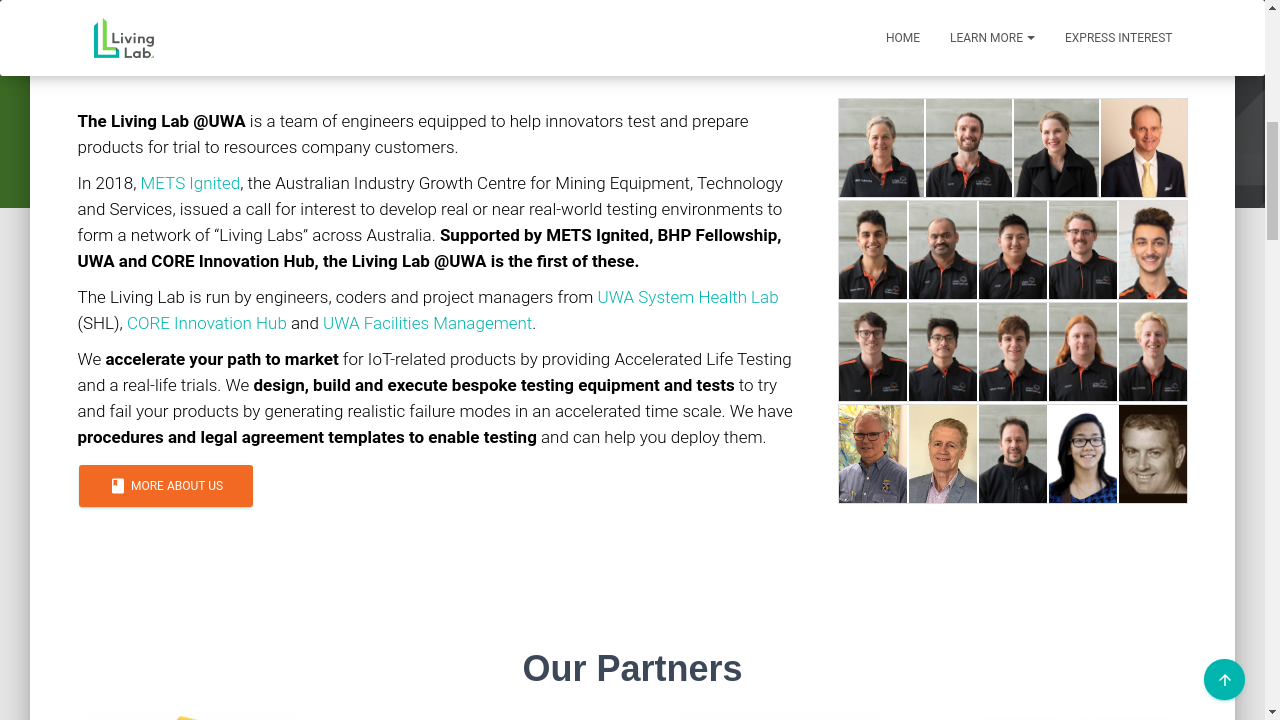 Living
Lab.
HOME
LEARN MORE
EXPRESS INTEREST
The Living Lab @UWA is a team of engineers equipped to help innovators test and prepare
products for trial to resources company customers.
In 2018, METS Ignited, the Australian Industry Growth Centre for Mining Equipment, Technology
and Services, issued a call for interest to develop real or near real-world testing environments to
form a network of “Living Labs” across Australia. Supported by METS Ignited, BHP Fellowship,
UWA and CORE Innovation Hub, the Living Lab @UWA is the first of these.
The Living Lab is run by engineers, coders and project managers from UWA System Health Lab
(SHL), CORE Innovation Hub and UWA Facilities Management.
We accelerate your path to market for IoT-related products by providing Accelerated Life Testing
and a real-life trials. We design, build and execute bespoke testing equipment and tests to try
and fail your products by generating realistic failure modes in an accelerated time scale. We have
procedures and legal agreement templates to enable testing and can help you deploy them.
MORE ABOUT US
Our Partners